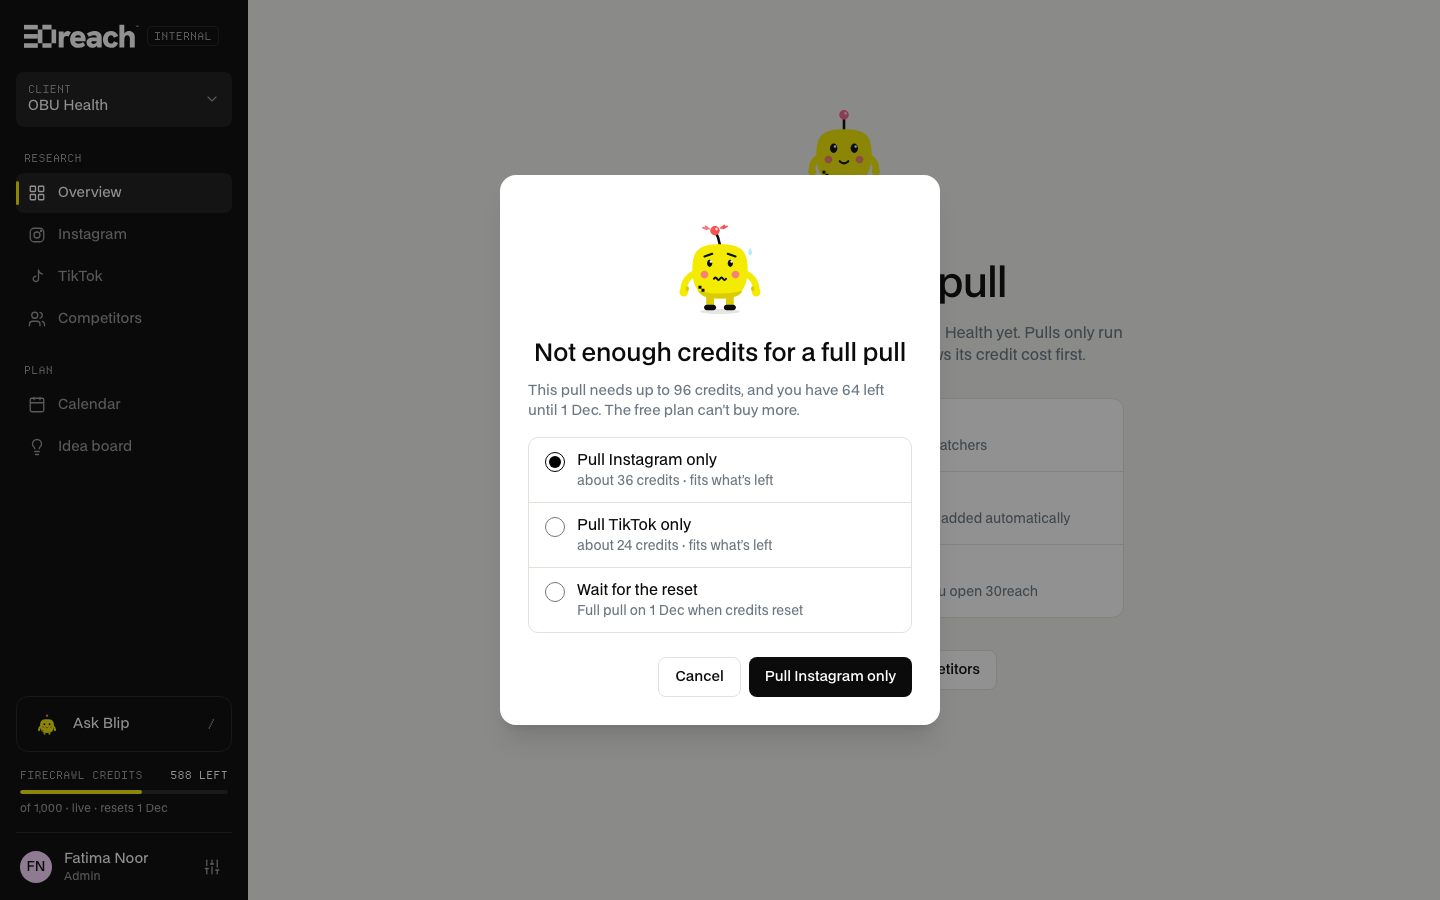 30reach INTERNAL
CLIENT
OBU Health
RESEARCH
Overview
Instagram
TikTok
Competitors
PLAN
Calendar
Idea board
Ask Blip /
FIRECRAWL CREDITS 588 LEFT
of 1,000 · live · resets 1 Dec
FN
Fatima Noor
Admin
pull
Health yet. Pulls only run
its credit cost first.
added automatically
open 30reach
Not enough credits for a full pull
This pull needs up to 96 credits, and you have 64 left
until 1 Dec. The free plan can't buy more.
Pull Instagram only
about 36 credits · fits what's left
Pull TikTok only
about 24 credits · fits what's left
Wait for the reset
Full pull on 1 Dec when credits reset
Cancel
Pull Instagram only